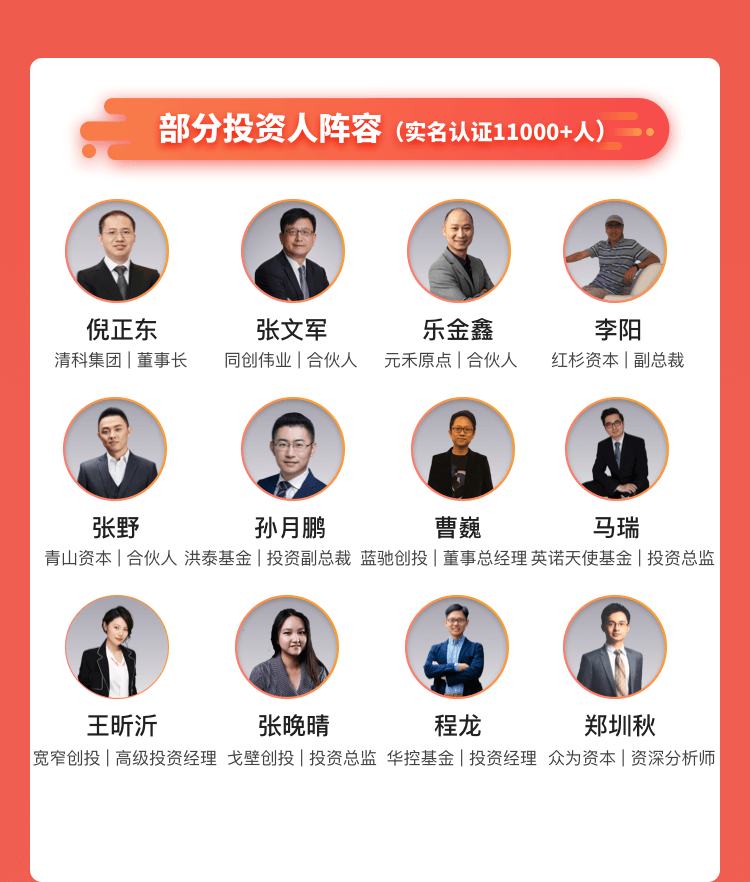 部分投资人阵容（实名认证11000+人）
倪正东 张文军 乐金鑫 李阳
清科集团 | 董事长 同创伟业 | 合伙人 元禾原点 | 合伙人 红杉资本 | 副总裁
张野 孙月鹏 曹巍 马瑞
青山资本 | 合伙人 洪泰基金 | 投资副总裁 蓝驰创投 | 董事总经理 英诺天使基金 | 投资总监
王昕沂 张晚晴 程龙 郑圳秋
宽窄创投 | 高级投资经理 戈壁创投 | 投资总监 华控基金 | 投资经理 众为资本 | 资深分析师